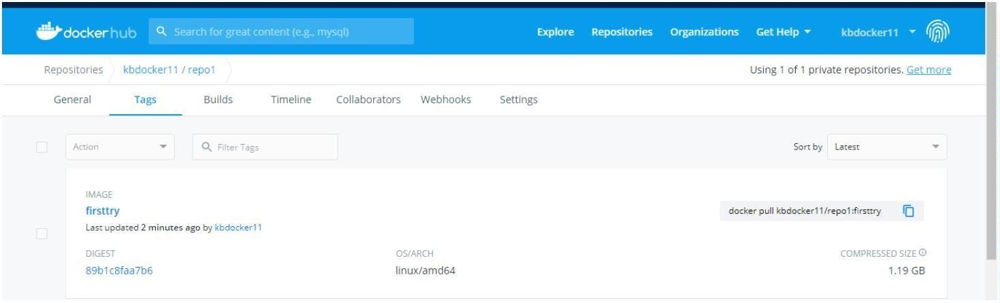 docker hub Search for great content (e.g., mysql) Explore Repositories Organizations Get Help kbdocker11
Repositories kbdocker11 / repo1 Using 1 of 1 private repositories. Get more
General Tags Builds Timeline Collaborators Webhooks Settings
Action Filter Tags Sort by Latest
IMAGE
firsttry docker pull kbdocker11/repo1:firsttry
Last updated 2 minutes ago by kbdocker11
DIGEST OS/ARCH COMPRESSED SIZE
89b1c8faa7b6 linux/amd64 1.19 GB